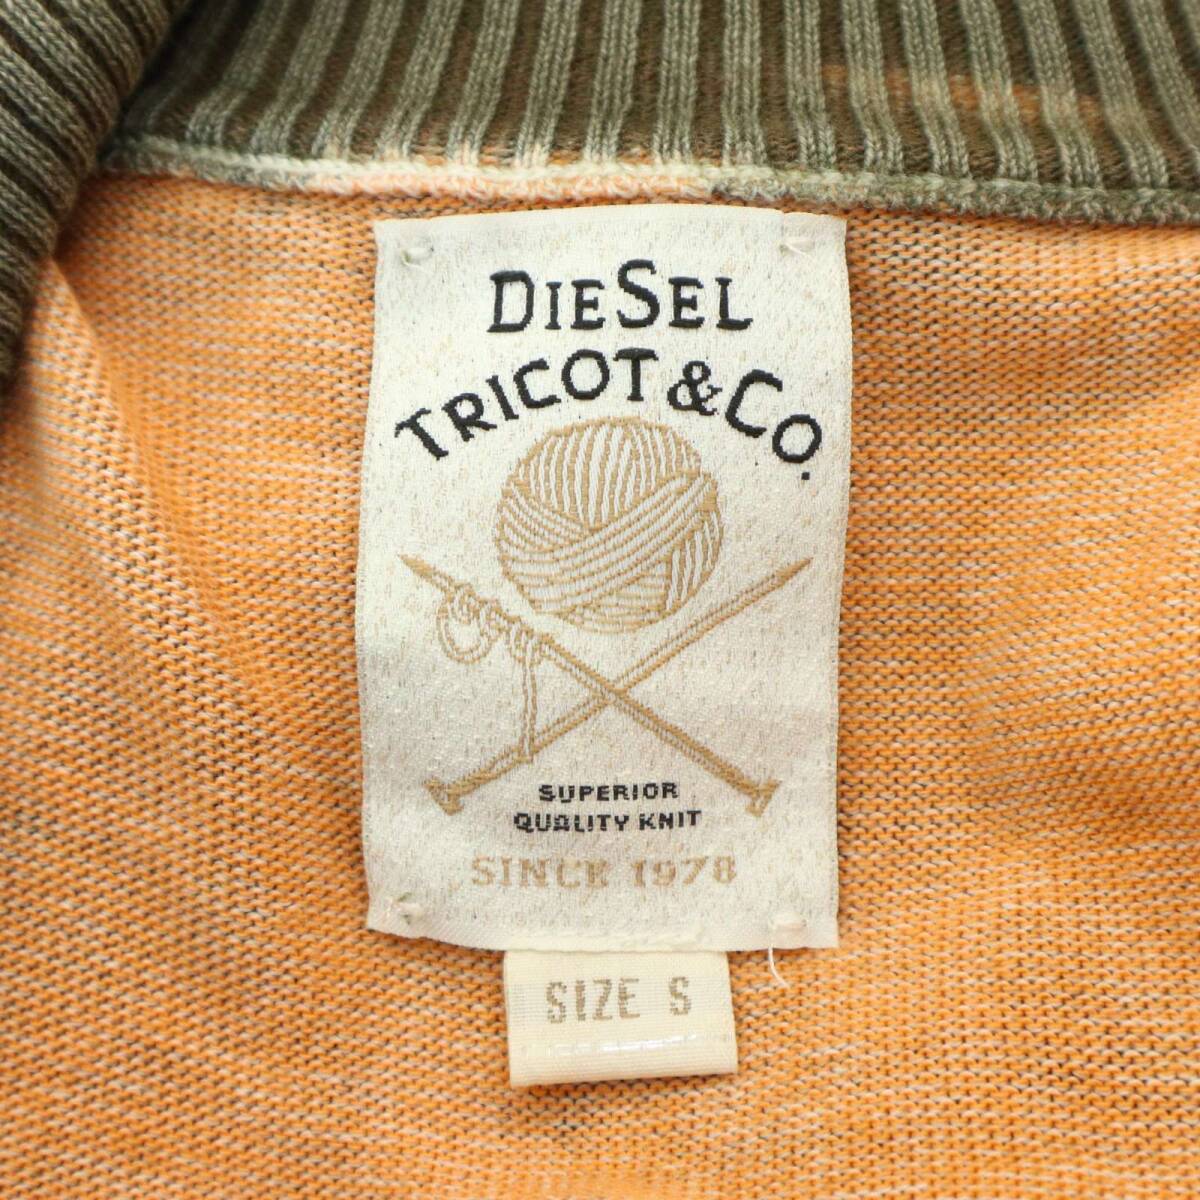 DIESEL
TRICOT & CO.
SUPERIOR
QUALITY KNIT
SINCE 1978
SIZE S